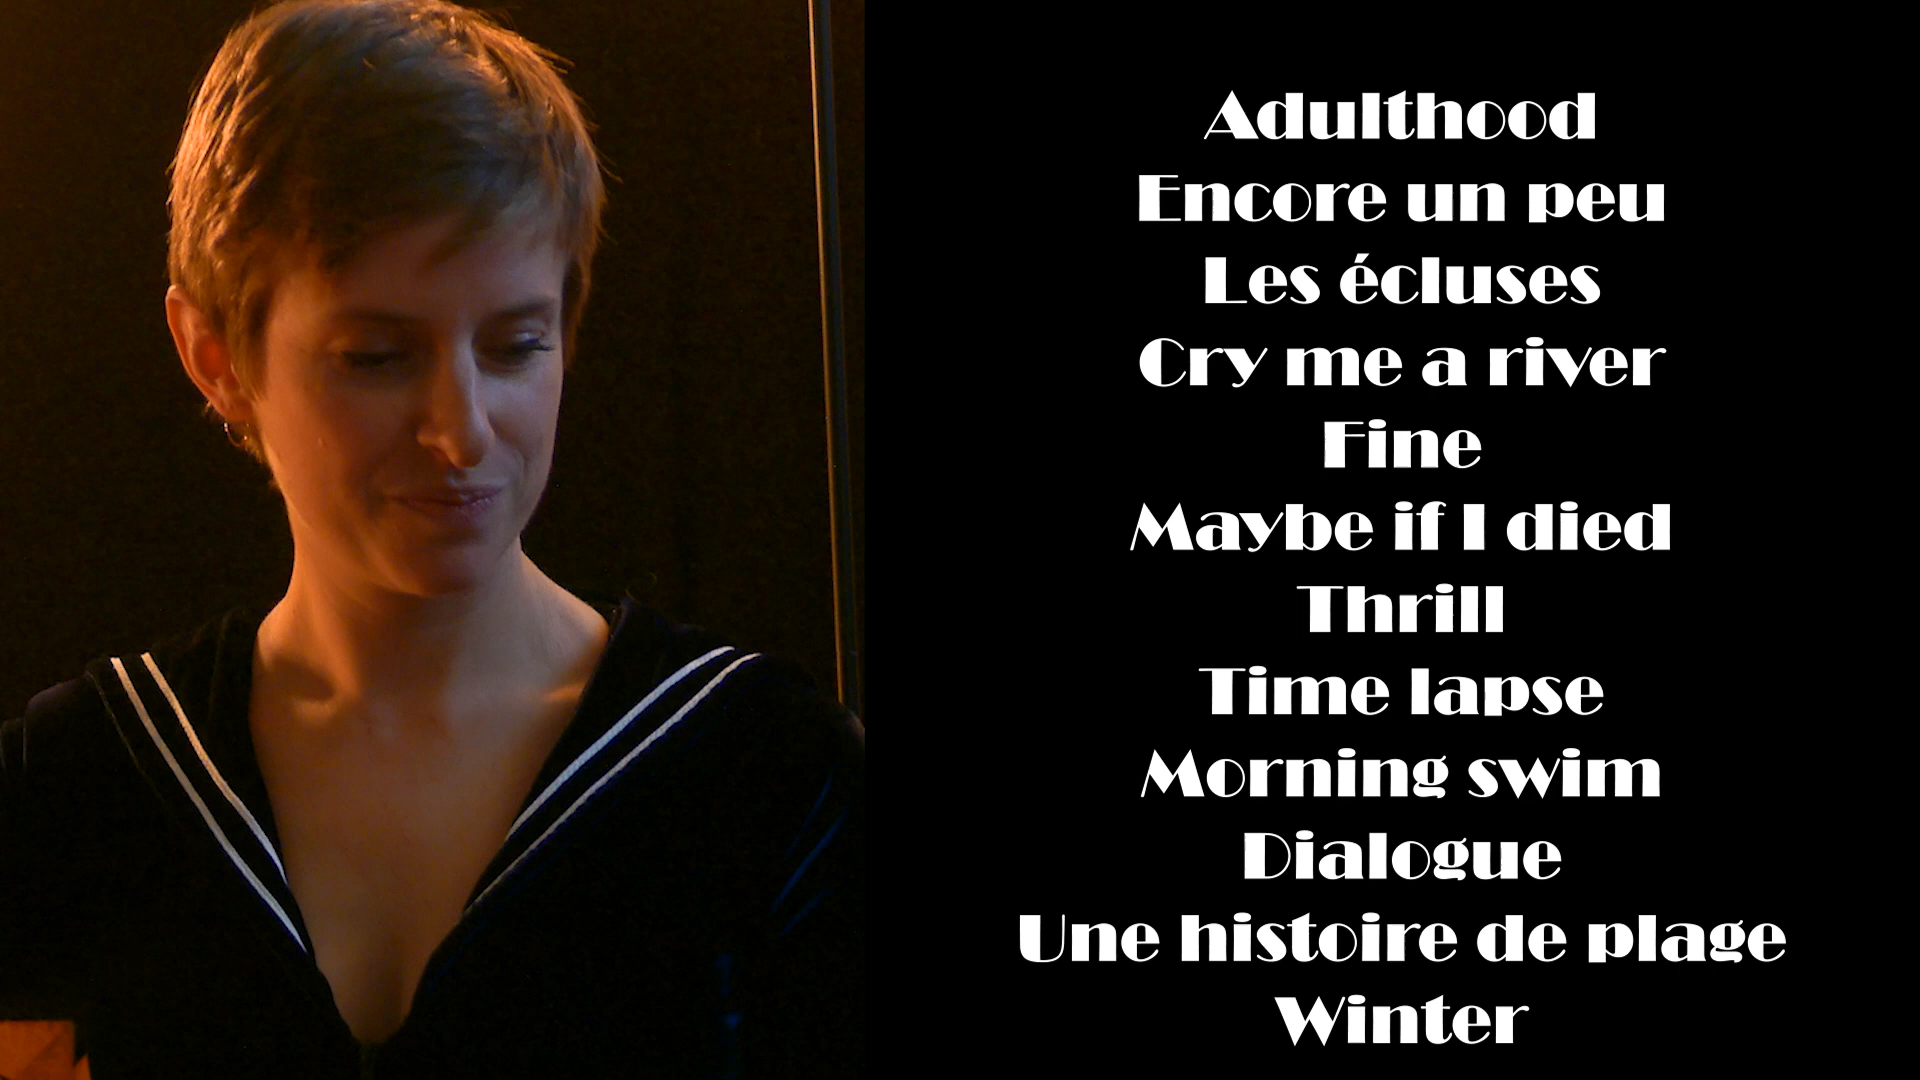 Adulthood
Encore un peu
Les écluses
Cry me a river
Fine
Maybe if I died
Thrill
Time lapse
Morning swim
Dialogue
Une histoire de plage
Winter